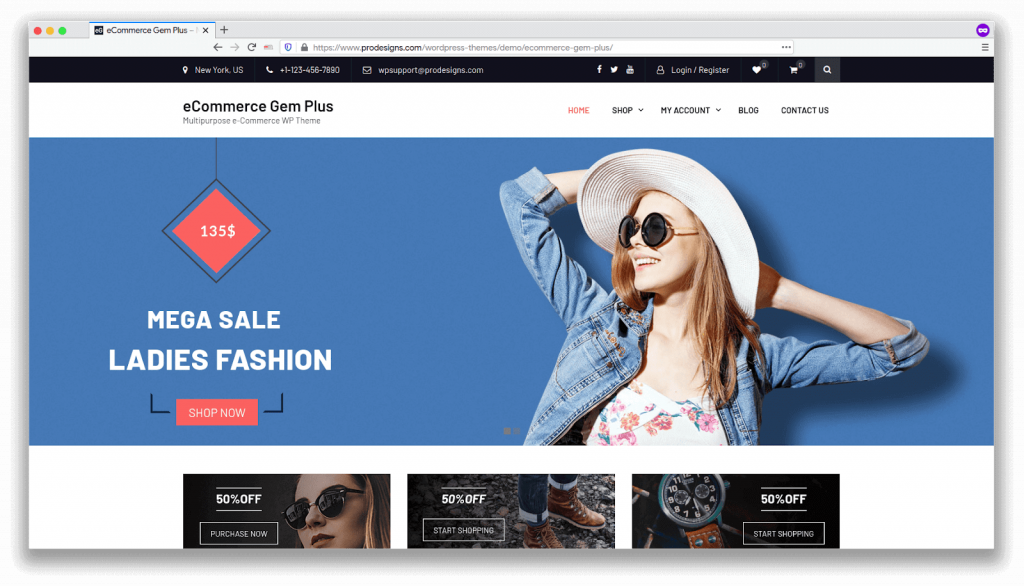 eCommerce Gem Plus –
https://www.prodesigns.com/wordpress-themes/demo/ecommerce-gem-plus/
New York, US
+1-123-456-7890
wpsupport@prodesigns.com
Login / Register
0
0
eCommerce Gem Plus
Multipurpose e-Commerce WP Theme
HOME
SHOP
MY ACCOUNT
BLOG
CONTACT US
135$
MEGA SALE
LADIES FASHION
SHOP NOW
50%OFF
PURCHASE NOW
50%OFF
START SHOPPING
50%OFF
START SHOPPING